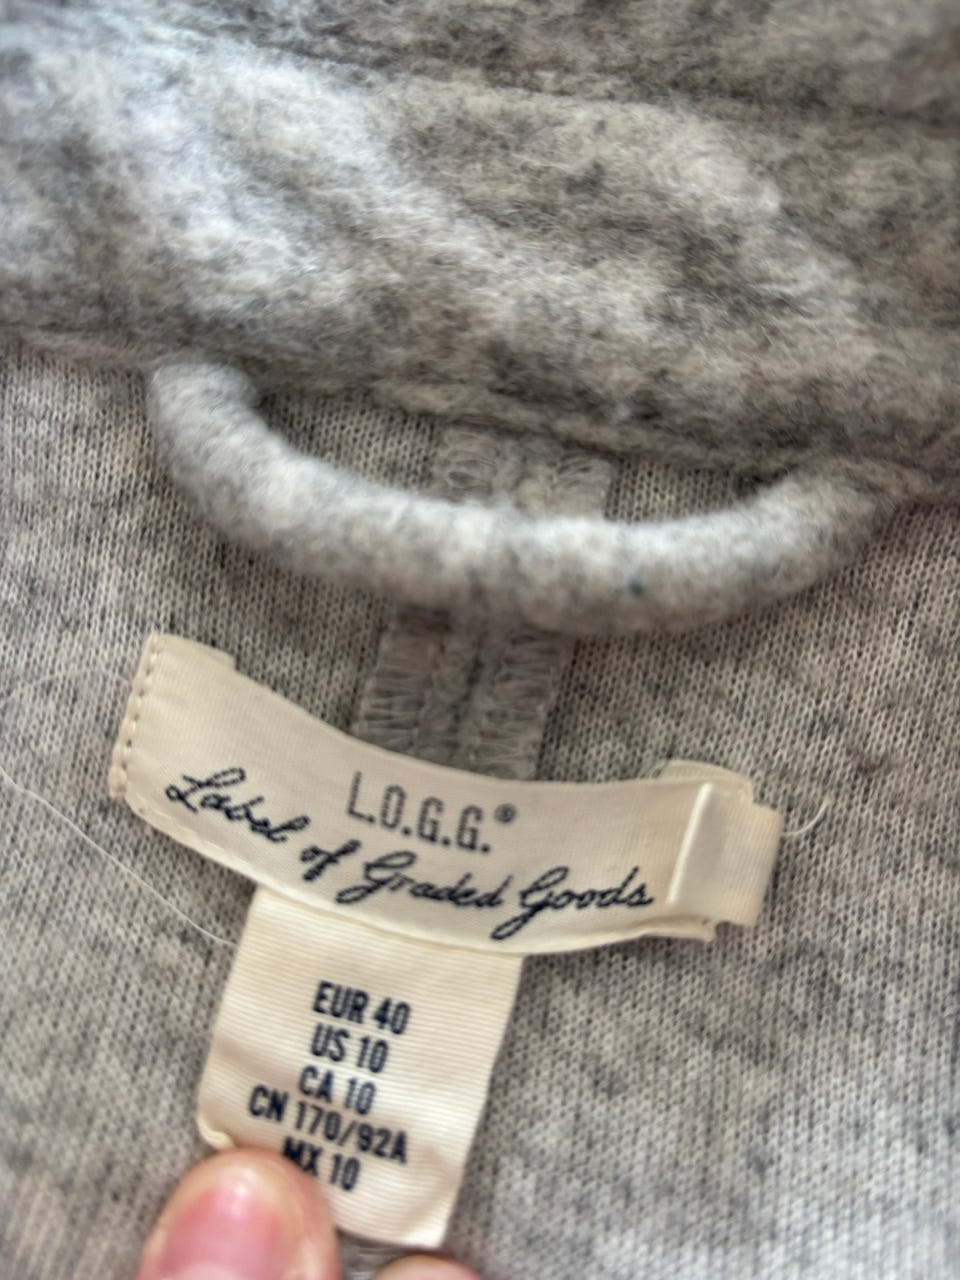 L.O.G.G.®
Label of Graded Goods
EUR 40
US 10
CA 10
CN 170/92A
MX 10